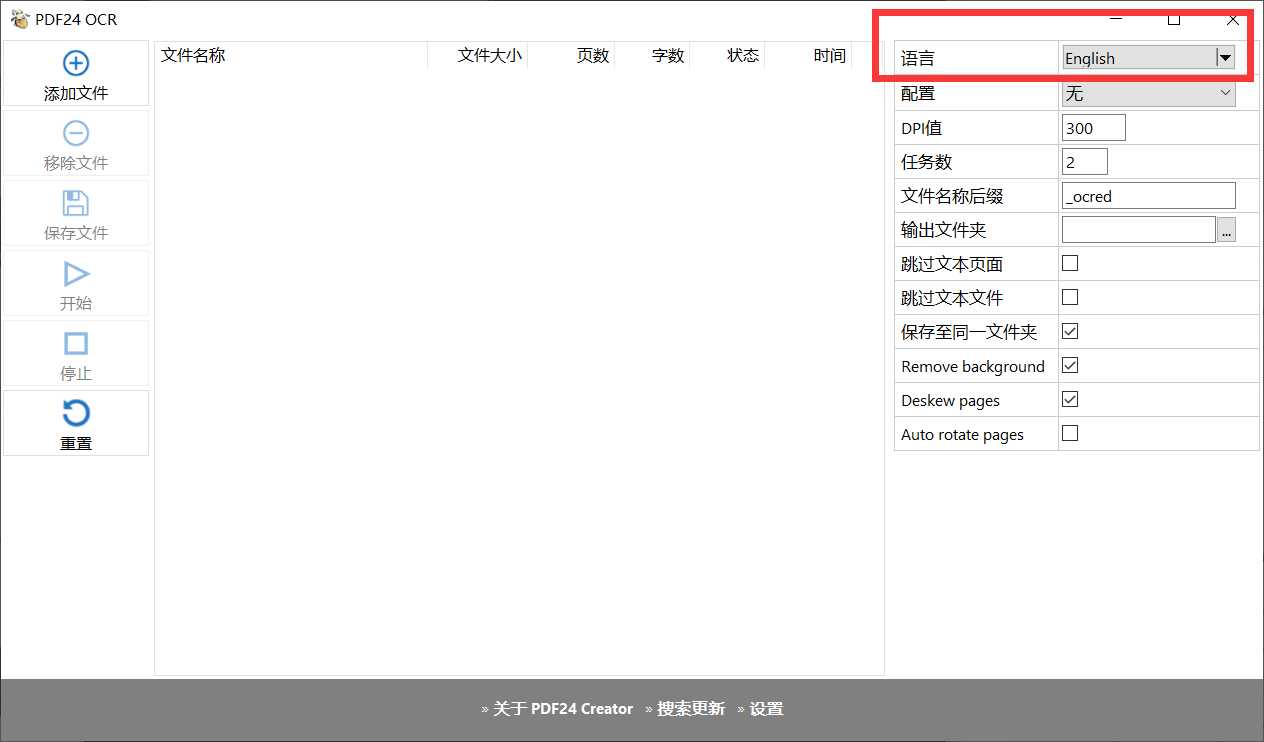 PDF24 OCR
添加文件
移除文件
保存文件
开始
停止
重置
文件名称 文件大小 页数 字数 状态 时间
语言 English
配置 无
DPI值 300
任务数 2
文件名称后缀 _ocred
输出文件夹 ...
跳过文本页面
跳过文本文件
保存至同一文件夹
Remove background
Deskew pages
Auto rotate pages
» 关于 PDF24 Creator » 搜索更新 » 设置